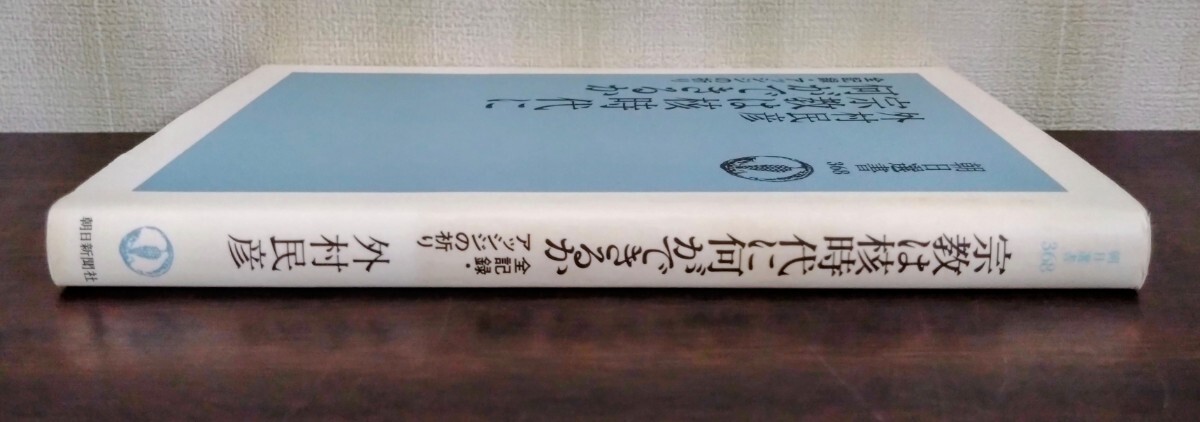 全記録・アッシジの祈り
宗教は核時代に
何ができるか
外村民彦
朝日選書 368
朝日選書
368
宗教は核時代に何ができるか
全記録・
アッシジの祈り
外村民彦
朝日新聞社